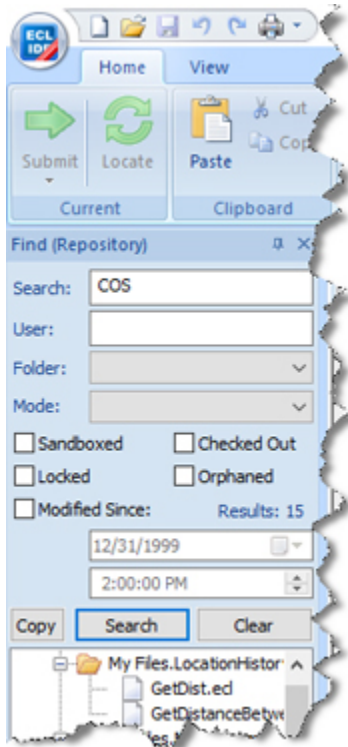 ECL
IDE
Home View
Submit Locate Paste Cut
Cop
Current Clipboard
Find (Repository)
Search: COS
User:
Folder:
Mode:
Sandboxed Checked Out
Locked Orphaned
Modified Since: Results: 15
12/31/1999
2:00:00 PM
Copy Search Clear
My Files.LocationHistor
GetDist.ecl
GetDistanceBetwe